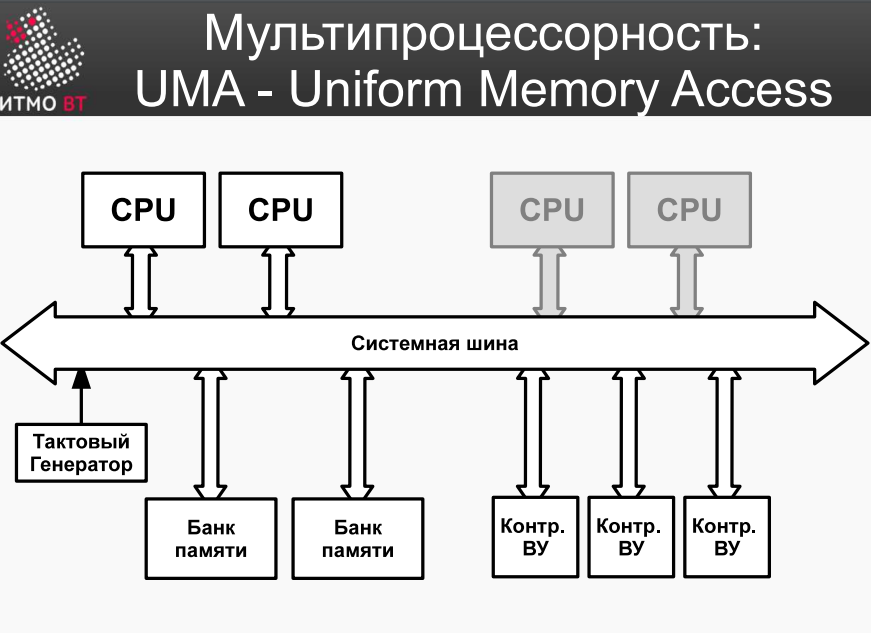 Мультипроцессорность:
UMA - Uniform Memory Access
ИТМО ВТ
CPU
CPU
CPU
CPU
Системная шина
Тактовый
Генератор
Банк
памяти
Банк
памяти
Контр.
ВУ
Контр.
ВУ
Контр.
ВУ